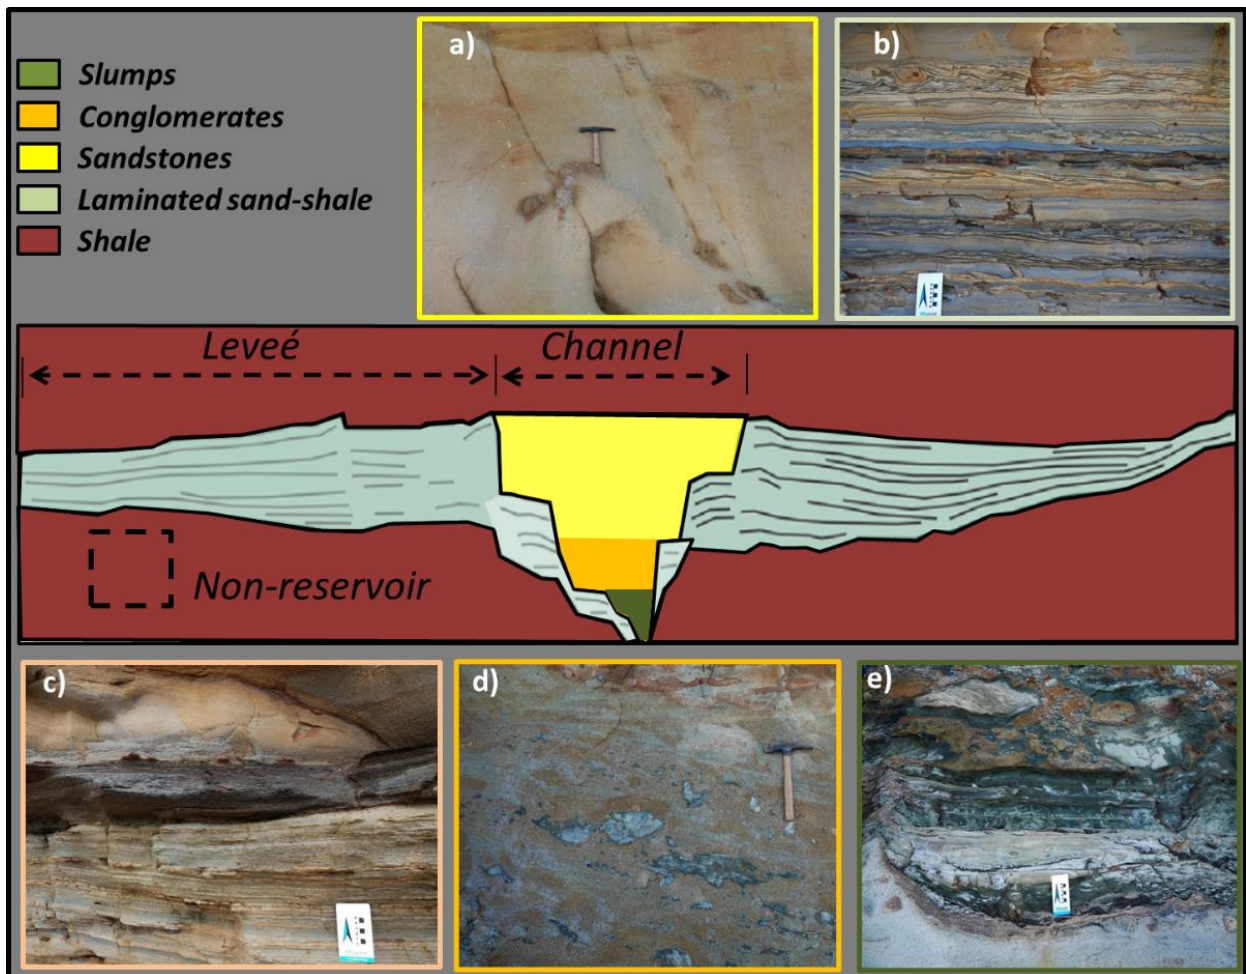 a)
b)
Slumps
Conglomerates
Sandstones
Laminated sand-shale
Shale
Leveé
Channel
Non-reservoir
c)
d)
e)